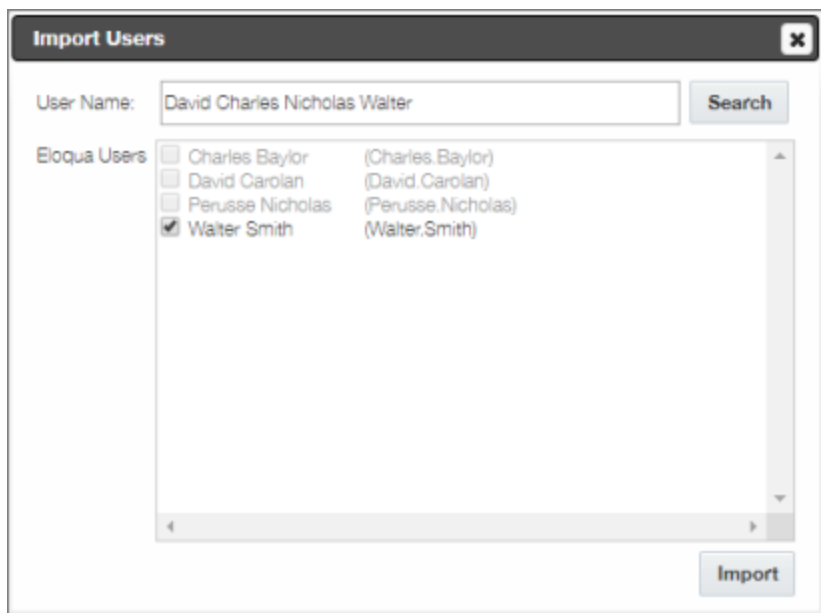 Import Users
User Name: David Charles Nicholas Walter Search
Eloqua Users Charles Baylor (Charles.Baylor)
David Carolan (David.Carolan)
Perusse Nicholas (Perusse.Nicholas)
Walter Smith (Walter.Smith)
Import